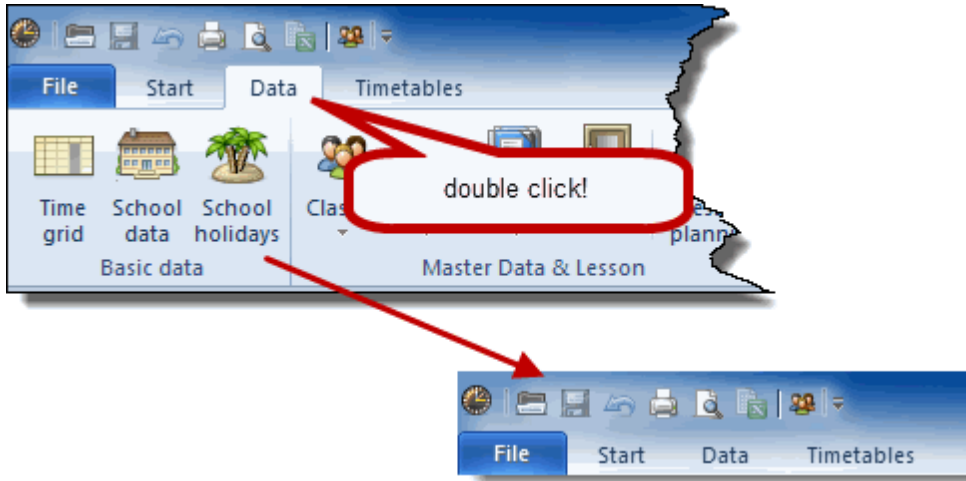 File Start Data Timetables
double click!
Time School School
grid data holidays
Basic data Master Data & Lesson
File Start Data Timetables